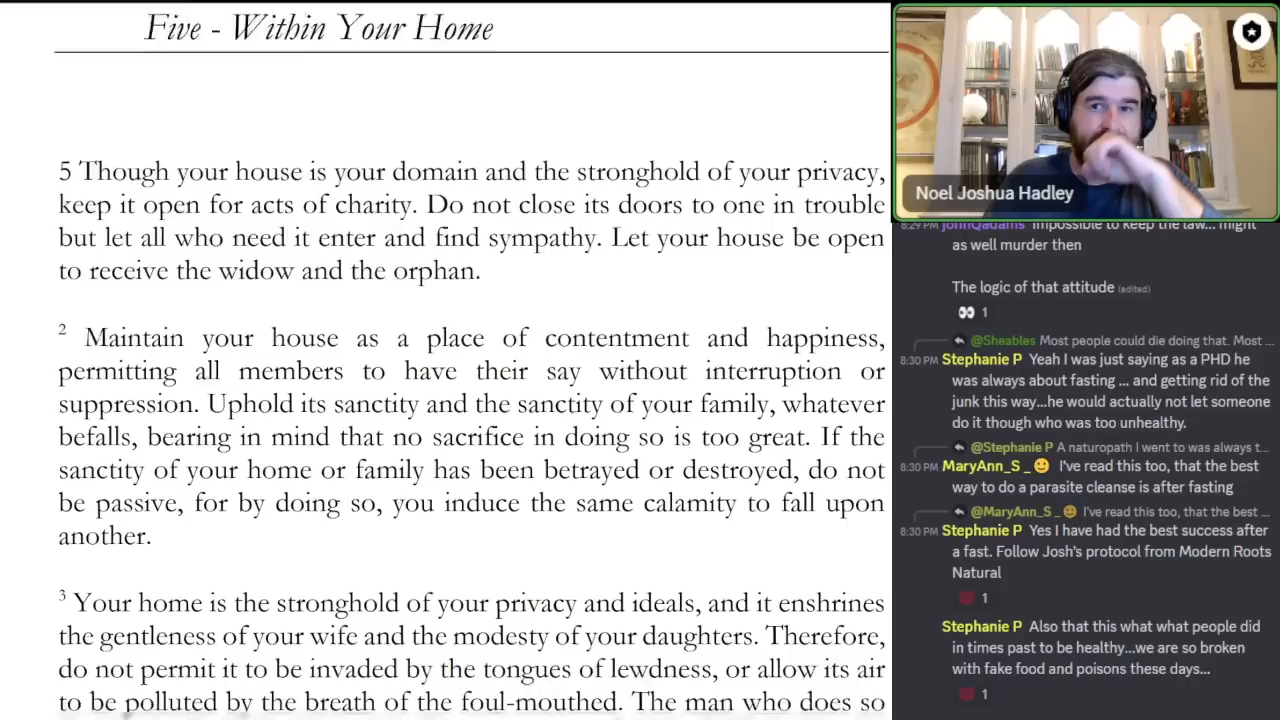 Five - Within Your Home
5 Though your house is your domain and the stronghold of your privacy,
keep it open for acts of charity. Do not close its doors to one in trouble
but let all who need it enter and find sympathy. Let your house be open
to receive the widow and the orphan.
2 Maintain your house as a place of contentment and happiness,
permitting all members to have their say without interruption or
suppression. Uphold its sanctity and the sanctity of your family, whatever
befalls, bearing in mind that no sacrifice in doing so is too great. If the
sanctity of your home or family has been betrayed or destroyed, do not
be passive, for by doing so, you induce the same calamity to fall upon
another.
3 Your home is the stronghold of your privacy and ideals, and it enshrines
the gentleness of your wife and the modesty of your daughters. Therefore,
do not permit it to be invaded by the tongues of lewdness, or allow its air
to be polluted by the breath of the foul-mouthed. The man who does so
Noel Joshua Hadley
8:29 PM johnQadams Impossible to keep the law... might
as well murder then
The logic of that attitude (edited)
1
@Sheables Most people could die doing that. Most ...
8:30 PM Stephanie P Yeah I was just saying as a PHD he
was always about fasting ... and getting rid of the
junk this way...he would actually not let someone
do it though who was too unhealthy.
@Stephanie P A naturopath I went to was always t...
8:30 PM MaryAnn_S _ I've read this too, that the best
way to do a parasite cleanse is after fasting
@MaryAnn_S _ I've read this too, that the best ...
8:30 PM Stephanie P Yes I have had the best success after
a fast. Follow Josh's protocol from Modern Roots
Natural
1
Stephanie P Also that this what what people did
in times past to be healthy...we are so broken
with fake food and poisons these days...
1